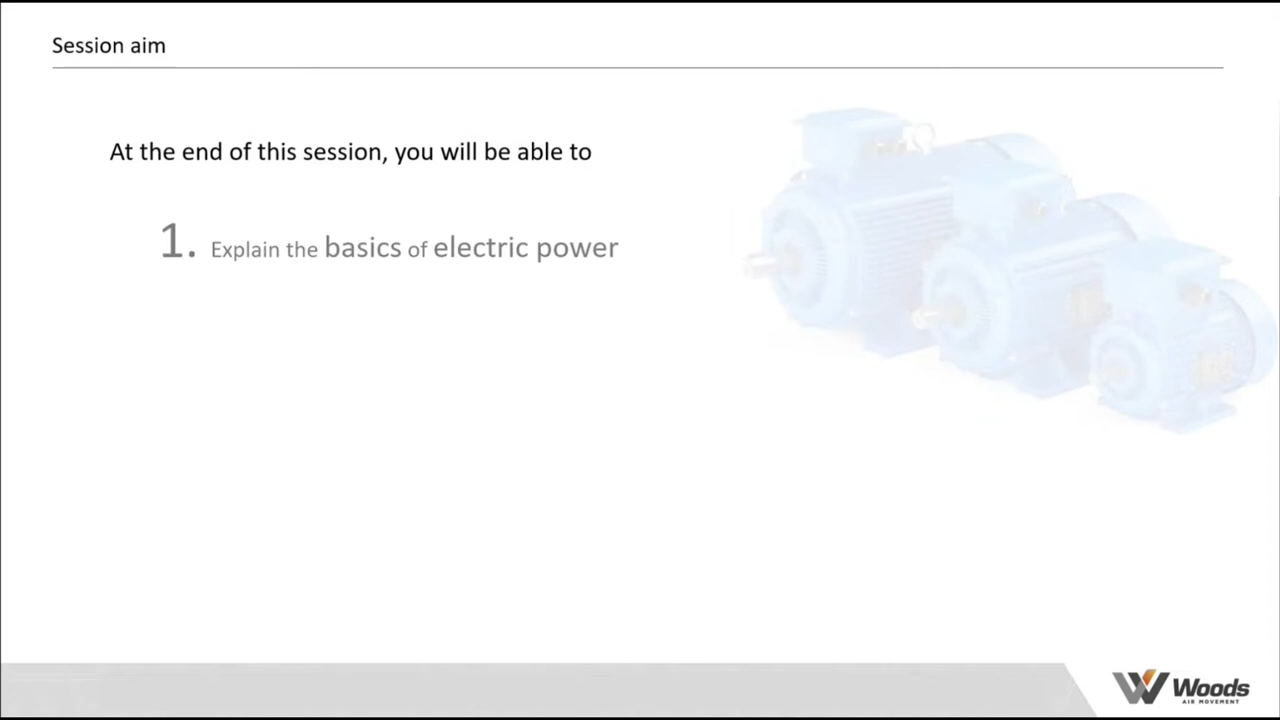 Session aim
At the end of this session, you will be able to
1. Explain the basics of electric power
Woods
AIR MOVEMENT